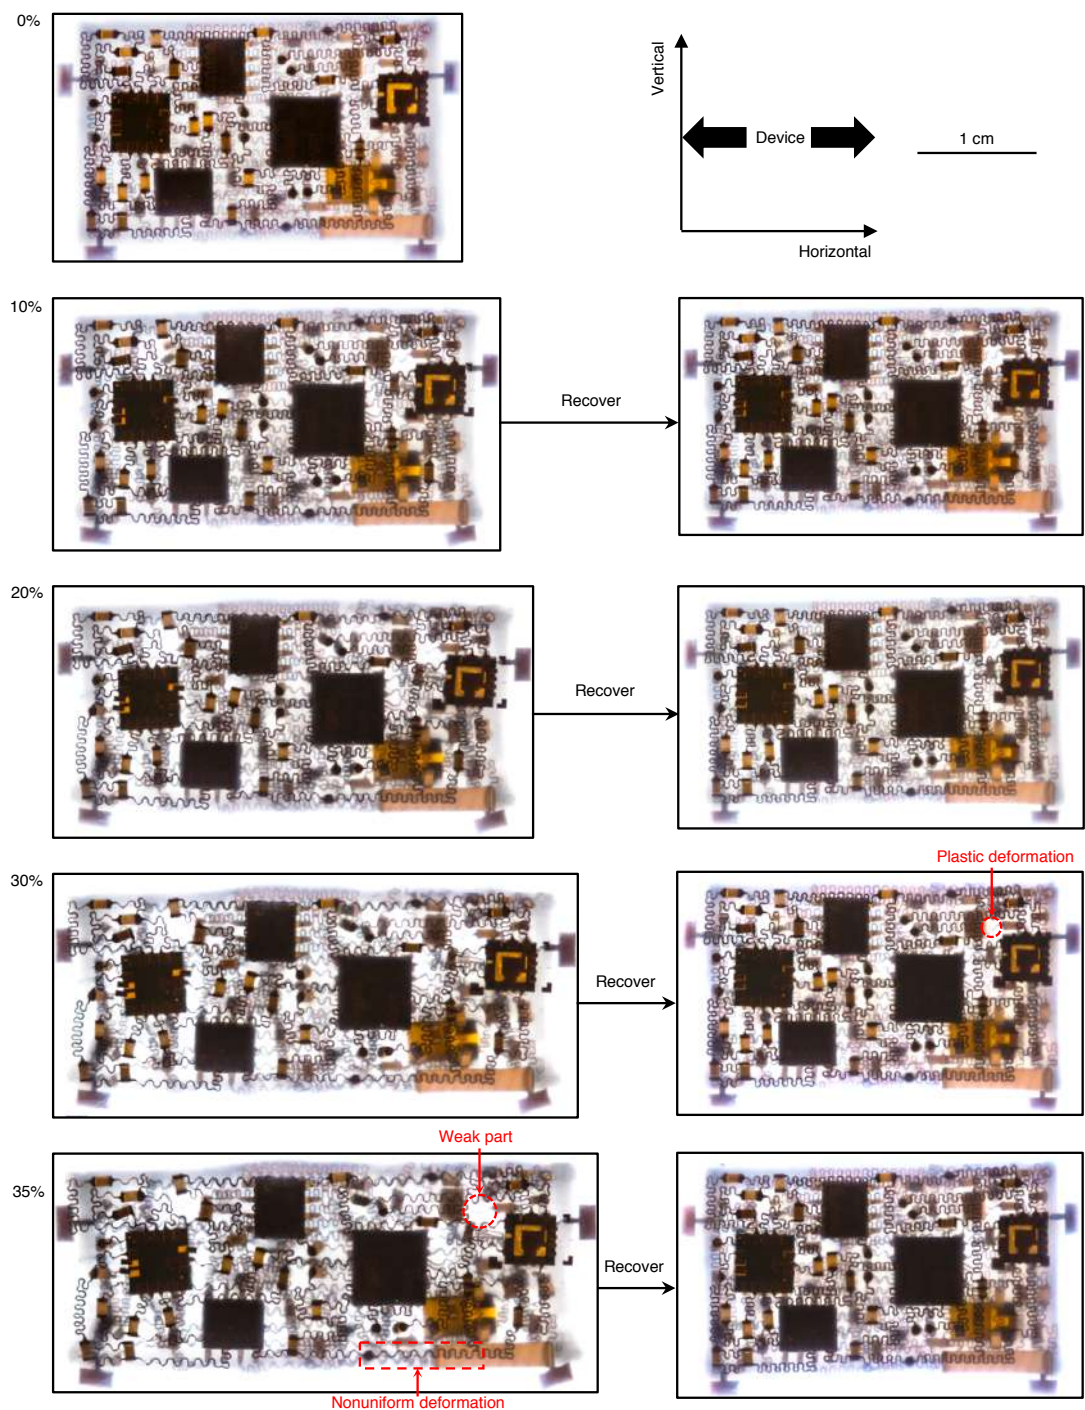 0%
Vertical
Device
1 cm
Horizontal
10%
Recover
20%
Recover
30%
Plastic deformation
Recover
Weak part
35%
Recover
Nonuniform deformation